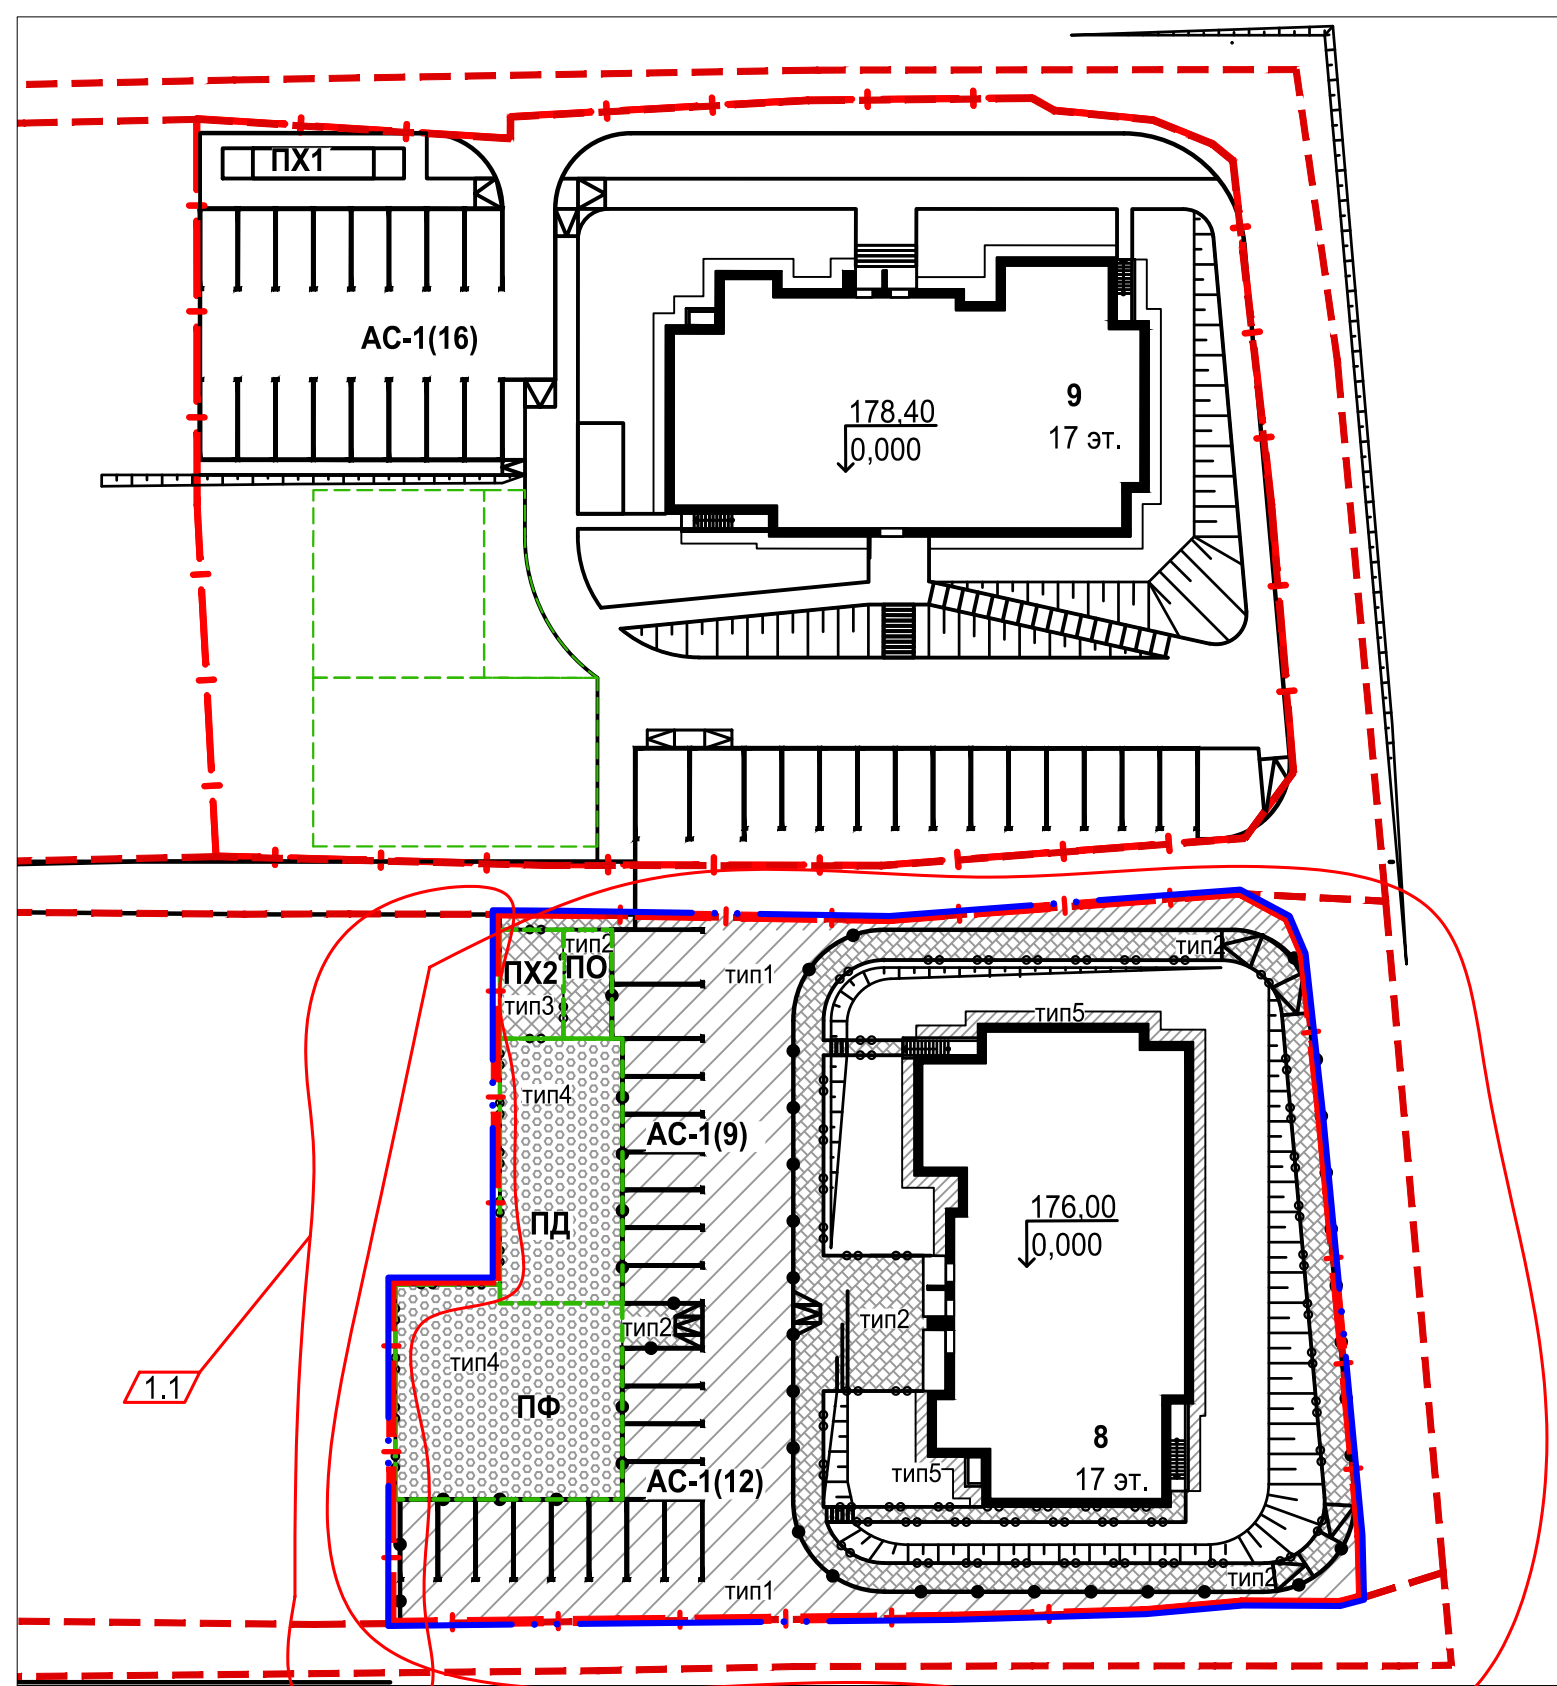 ПХ1
АС-1(16)
9
17 эт.
178,40
0,000
тип2
ПО
ПХ2
тип3
тип1
тип2
тип5
тип4
АС-1(9)
ПД
176,00
0,000
тип2
тип2
тип4
1.1
ПФ
8
17 эт.
АС-1(12)
тип5
тип1
тип2